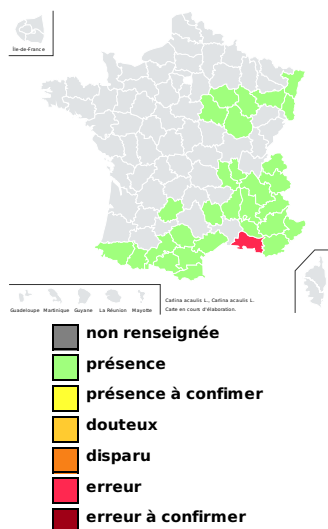 Île-de-France
Guadeloupe Martinique Guyane La Réunion Mayotte
Carlina acaulis L., Carlina acaulis L.
Carte en cours d'élaboration.
non renseignée
présence
présence à confimer
douteux
disparu
erreur
erreur à confirmer